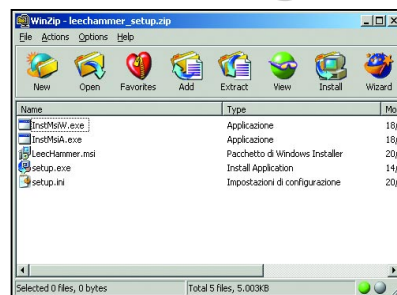 WinZip - leechammer_setup.zip
File Actions Options Help
New Open Favorites Add Extract View Install Wizard
Name Type Mo
InstMsiW.exe Applicazione 18/
InstMsiA.exe Applicazione 18/
LeecHammer.msi Pacchetto di Windows Installer 20/
setup.exe Install Application 14/
setup.ini Impostazioni di configurazione 20/
Selected 0 files, 0 bytes Total 5 files, 5.003KB